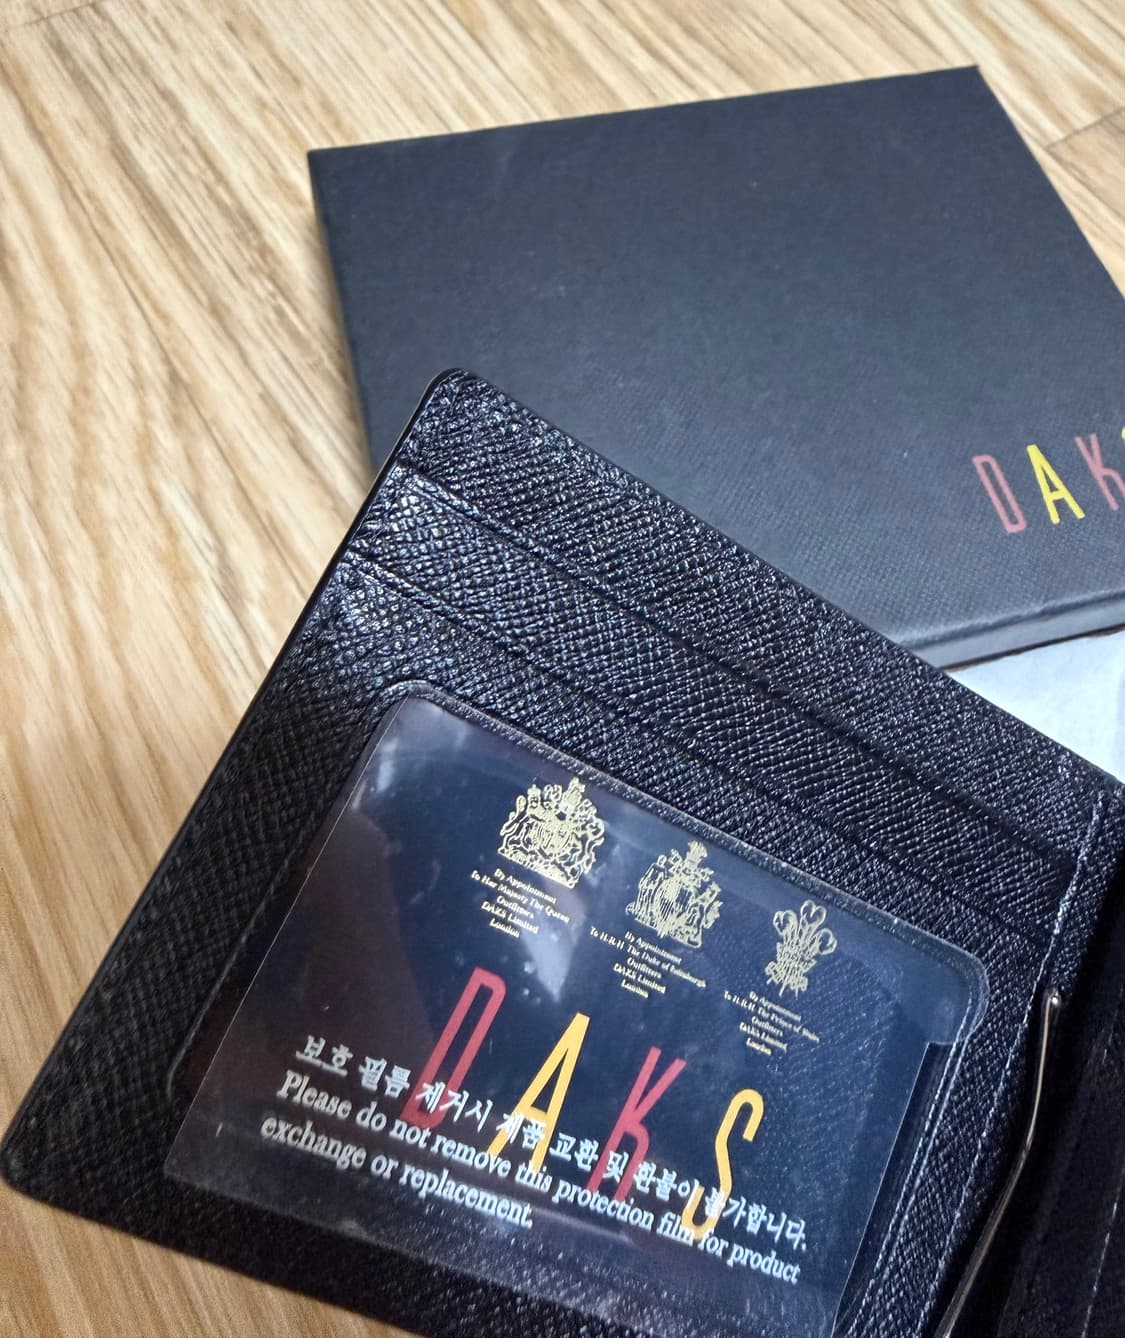 DAKS
By Appointment
To Her Majesty The Queen
Outfitters
DAKS Limited
London
By Appointment
To H.R.H The Duke of Edinburgh
Outfitters
DAKS Limited
London
By Appointment
To H.R.H The Prince of Wales
Outfitters
DAKS Limited
London
DAKS
보호 필름 제거시 제품 교환 및 환불이 불가합니다.
Please do not remove this protection film for product
exchange or replacement.